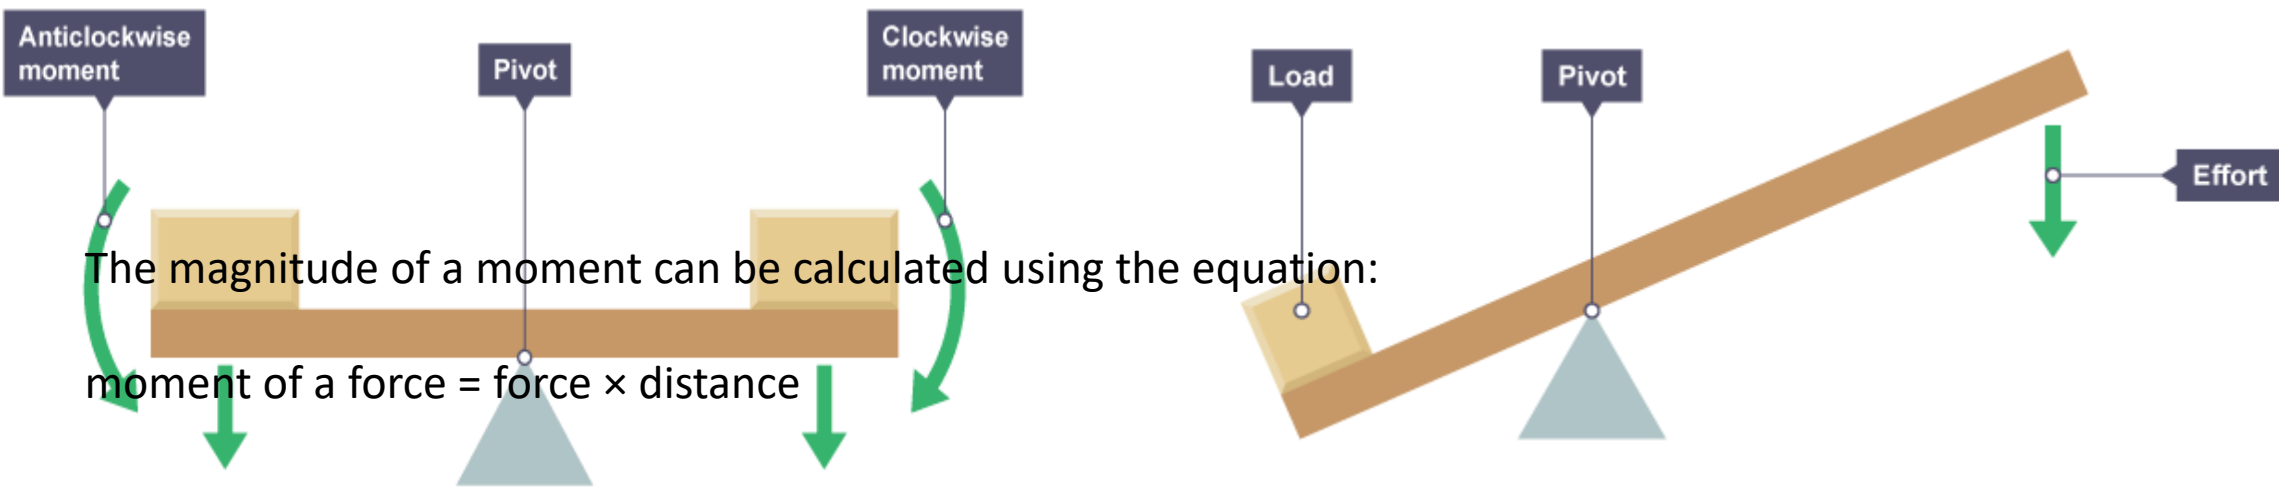 Anticlockwise
moment
Pivot
Clockwise
moment
Load
Pivot
Effort
The magnitude of a moment can be calculated using the equation:
moment of a force = force × distance